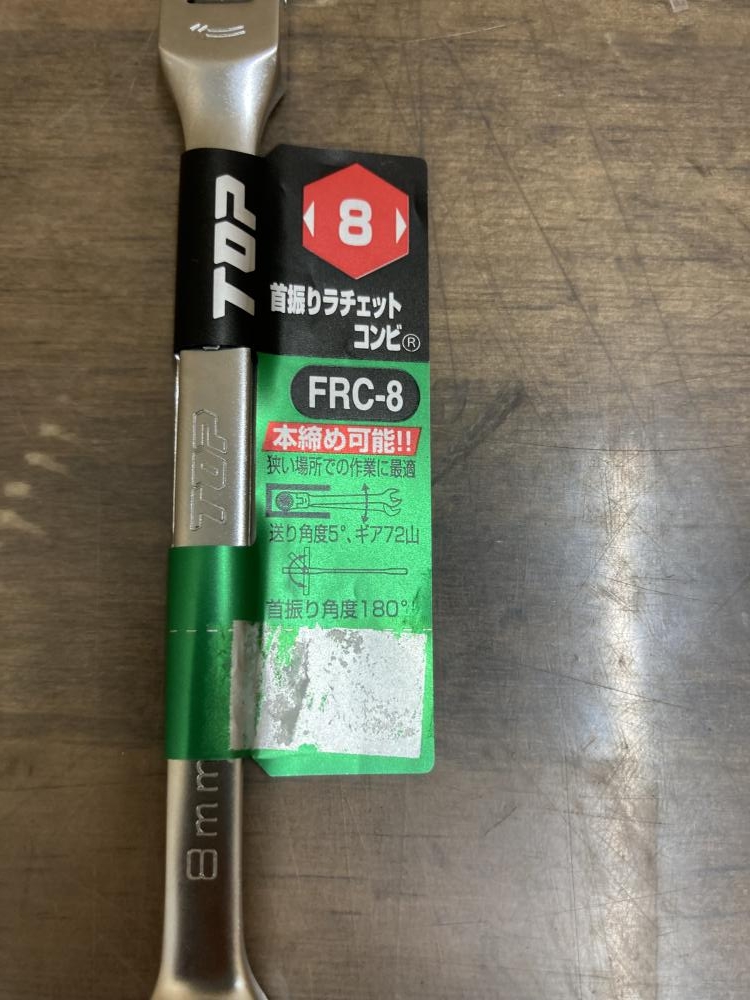 TOP
8
首振りラチェット
コンビ®
FRC-8
本締め可能!!
狭い場所での作業に最適
送り角度5°、ギア72山
首振り角度180°
TOP
8mm